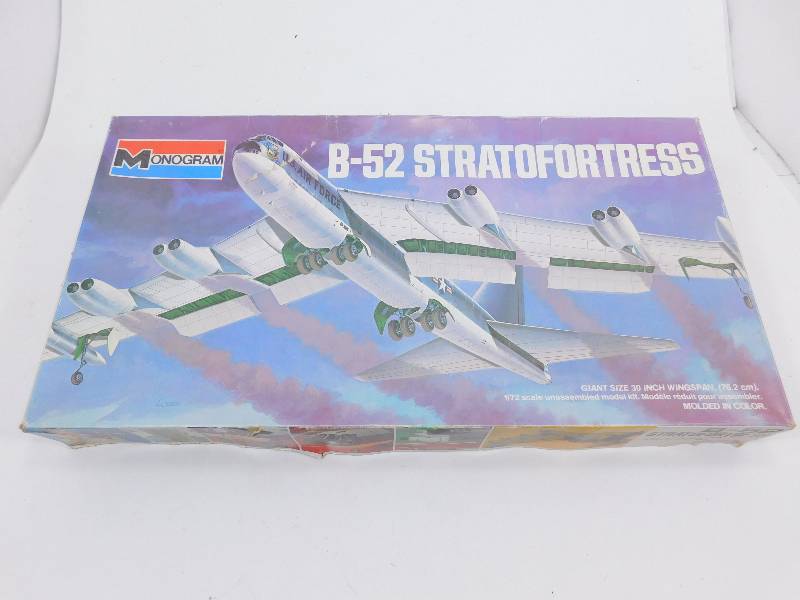 MONOGRAM
B-52 STRATOFORTRESS
AIR FORCE
GIANT SIZE 30 INCH WINGSPAN, (76.2 cm).
1/72 scale unassembled model kit. Modèle réduit pour assembler.
MOLDED IN COLOR.